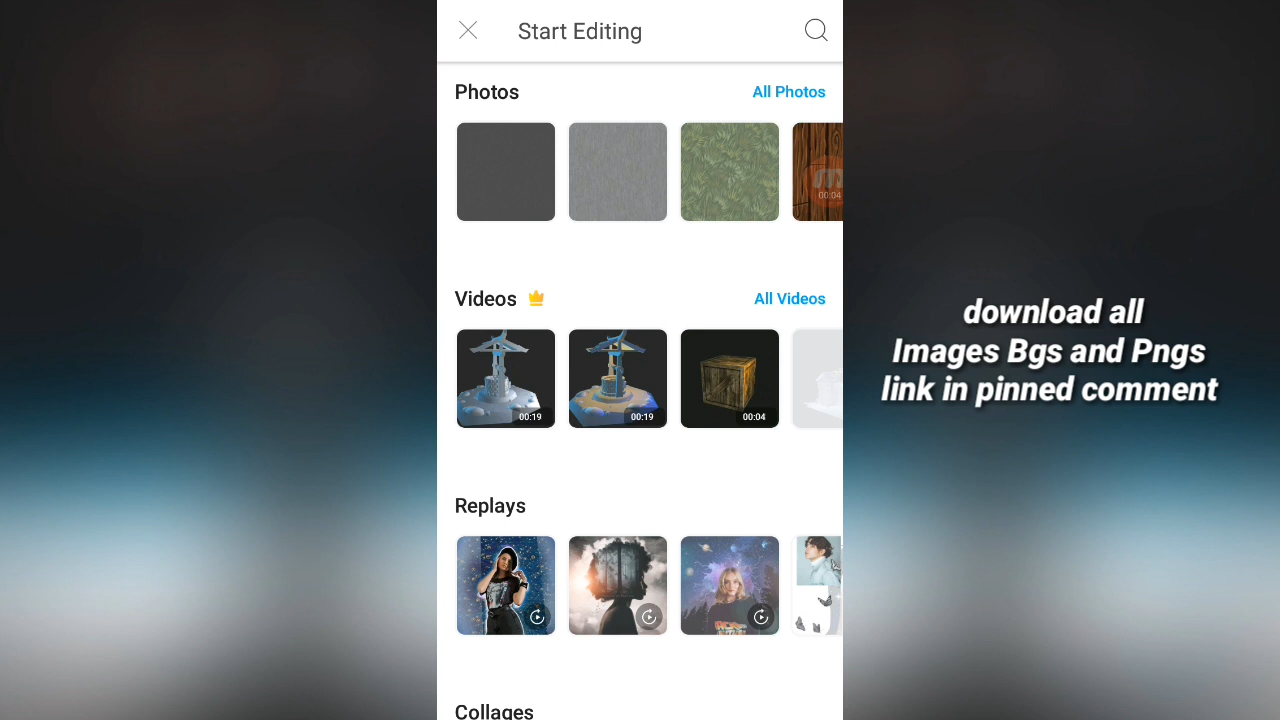 Start Editing
Photos
All Photos
00:04
Videos
All Videos
00:19
00:19
00:04
Replays
Collages
download all
Images Bgs and Pngs
link in pinned comment